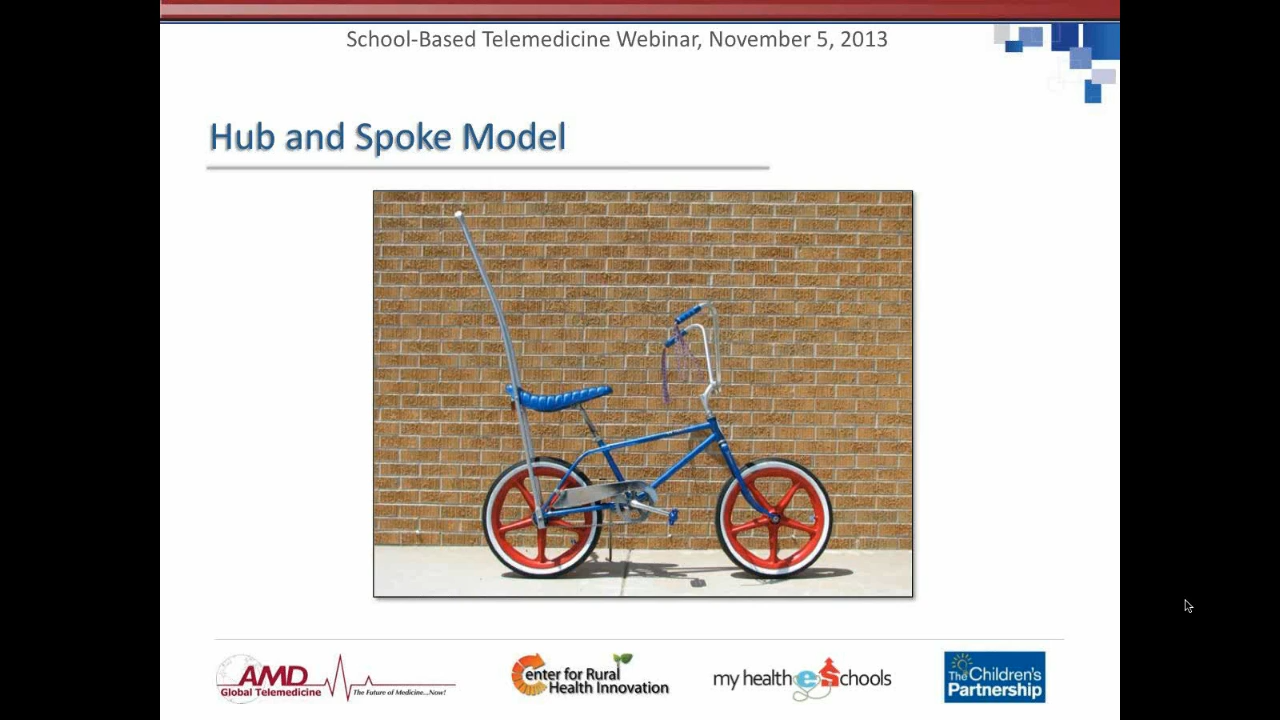 School-Based Telemedicine Webinar, November 5, 2013
Hub and Spoke Model
AMD
Global Telemedicine
The Future of Medicine...Now!
Center for Rural
Health Innovation
my health eSchools
The Children's
Partnership